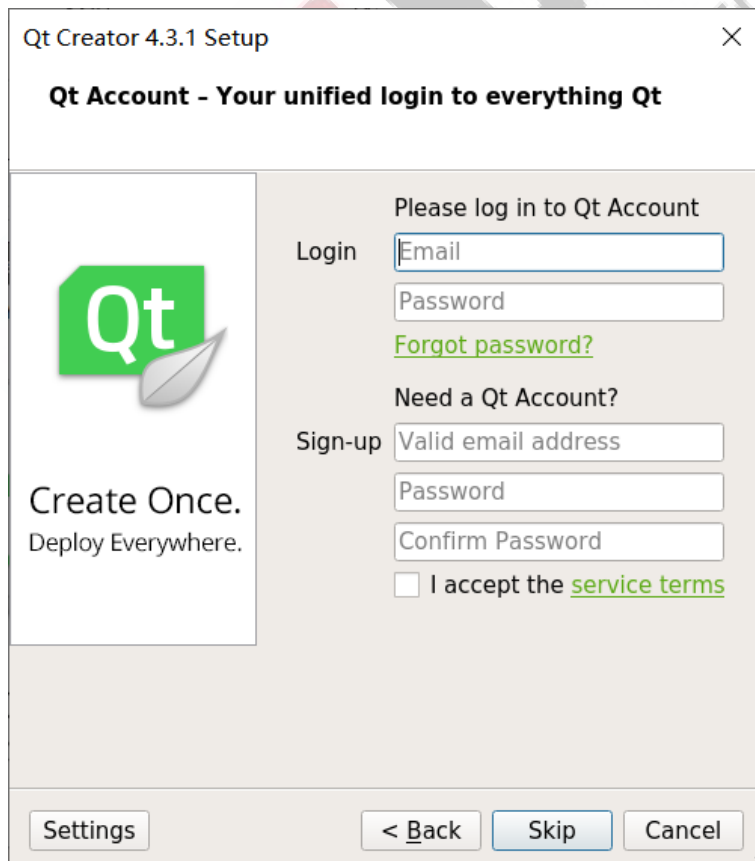 Qt Creator 4.3.1 Setup
Qt Account – Your unified login to everything Qt
Qt
Create Once.
Deploy Everywhere.
Please log in to Qt Account
Login Email
Password
Forgot password?
Need a Qt Account?
Sign-up Valid email address
Password
Confirm Password
I accept the service terms
Settings < Back Skip Cancel